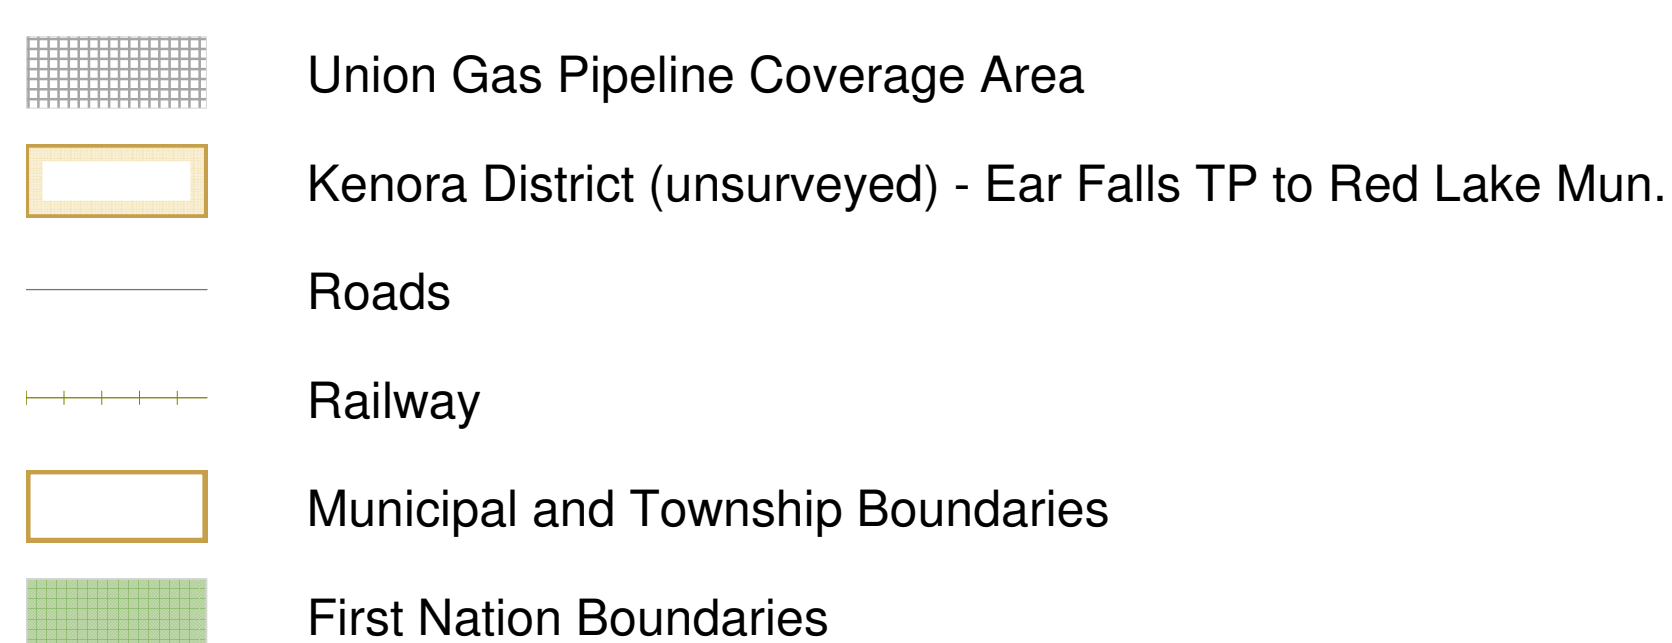 Union Gas Pipeline Coverage Area
Kenora District (unsurveyed) - Ear Falls TP to Red Lake Mun.
Roads
Railway
Municipal and Township Boundaries
First Nation Boundaries